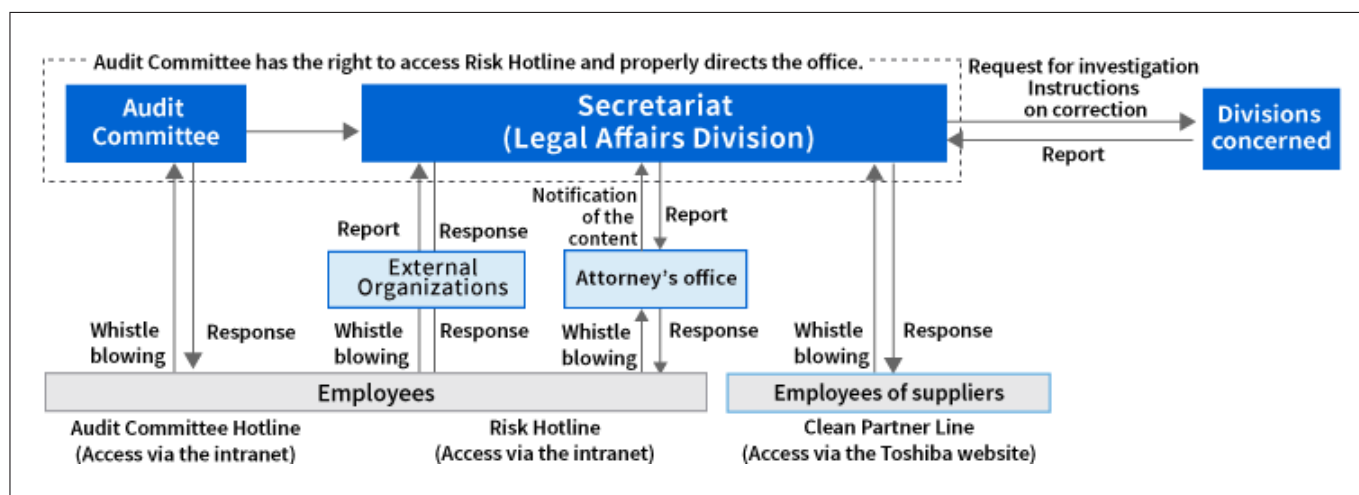 Audit Committee has the right to access Risk Hotline and properly directs the office.
Audit
Committee
Secretariat
(Legal Affairs Division)
Request for investigation
Instructions
on correction
Report
Divisions
concerned
Report
Response
Notification
of the
content
Report
External
Organizations
Attorney's office
Whistle
blowing
Response
Whistle
blowing
Response
Whistle
blowing
Response
Whistle
blowing
Response
Employees
Employees of suppliers
Audit Committee Hotline
(Access via the intranet)
Risk Hotline
(Access via the intranet)
Clean Partner Line
(Access via the Toshiba website)